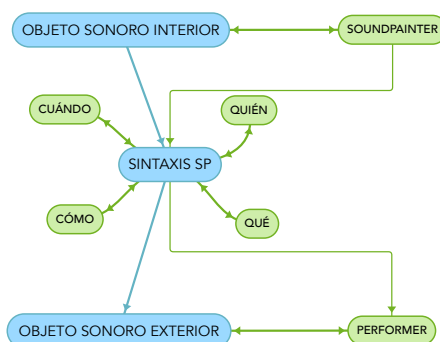 OBJETO SONORO INTERIOR
SOUNDPAINTER
CUÁNDO
QUIÉN
SINTAXIS SP
CÓMO
QUÉ
OBJETO SONORO EXTERIOR
PERFORMER